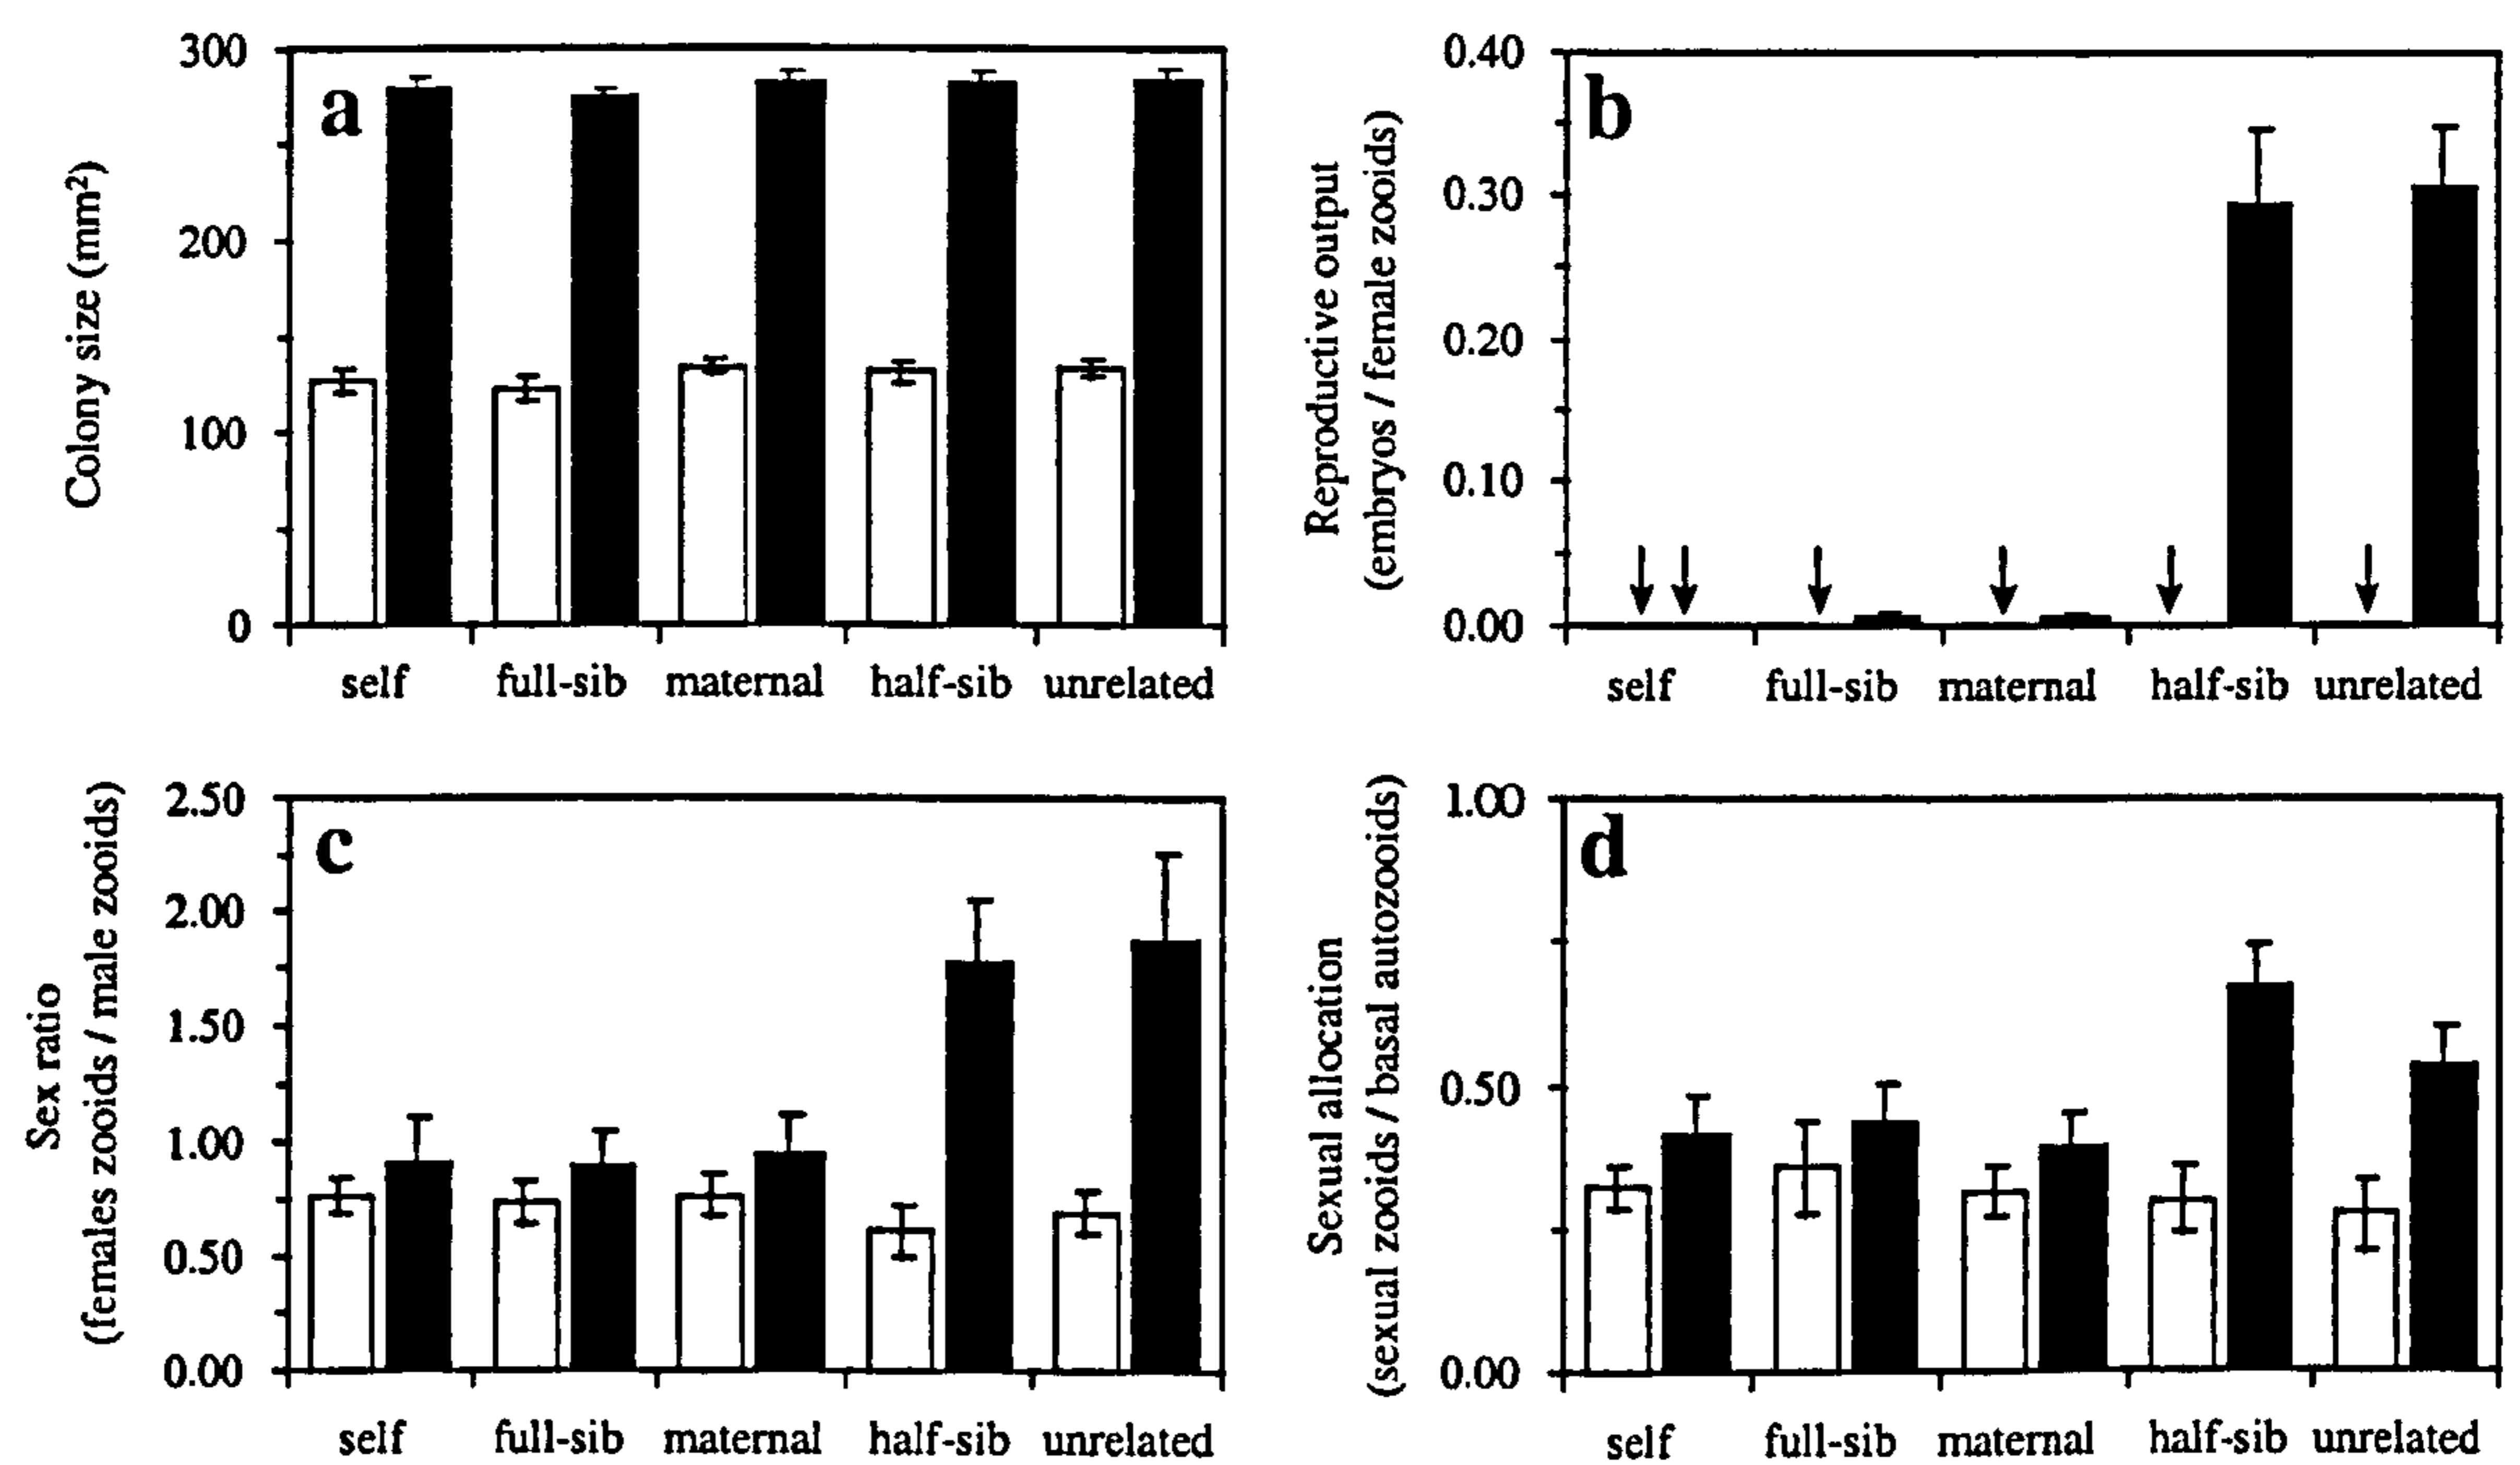 a
300
200
100
0
Colony size (mm²)
self full-sib maternal half-sib unrelated
b
0.40
0.30
0.20
0.10
0.00
Reproductive output
(embryos / female zooids)
self full-sib maternal half-sib unrelated
c
2.50
2.00
1.50
1.00
0.50
0.00
Sex ratio
(females zooids / male zooids)
self full-sib maternal half-sib unrelated
d
1.00
0.50
0.00
Sexual allocation
(sexual zooids / basal autozooids)
self full-sib maternal half-sib unrelated